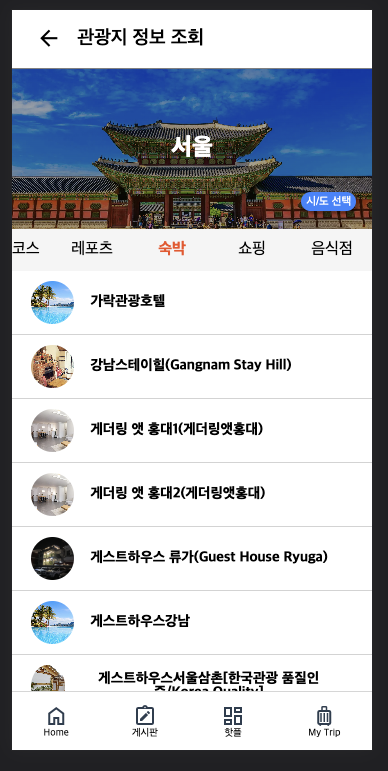 관광지 정보 조회
서울
시/도 선택
코스 레포츠 숙박 쇼핑 음식점
가락관광호텔
강남스테이힐(Gangnam Stay Hill)
게더링 앳 홍대1(게더링앳홍대)
게더링 앳 홍대2(게더링앳홍대)
게스트하우스 류가(Guest House Ryuga)
게스트하우스강남
게스트하우스서울삼촌[한국관광 품질인
증/Korea Quality]
Home 게시판 핫플 My Trip